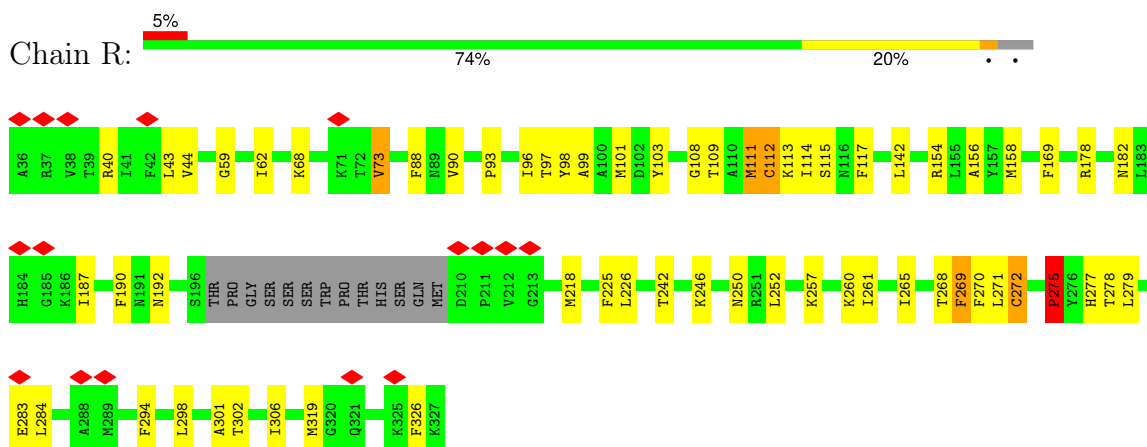 5%
Chain R:
74% 20% • •
A36 R37 V38 T39 R40 I41 F42 L43 V44 G59 I62 K68 K71 T72 V73 F88 N89 V90 P93 I96 T97 Y98 A99 A100 M101 D102 Y103 G108 T109 A110 M111 C112 K113 I114 S115 N116 F117 L142 R154 L155 A156 Y157 M158 F169 R178 N182 L183
H184 G185 K186 I187 F190 N191 N192 S196 THR PRO GLY SER SER SER TRP PRO THR HIS SER GLN MET D210 P211 V212 G213 M218 F225 L226 T242 K246 N250 R251 L252 K257 K260 I261 I265 T268 F269 F270 L271 C272 P275 Y276 H277 T278 L279
E283 L284 A288 M289 F294 L298 A301 T302 I306 M319 G320 Q321 K325 F326 K327